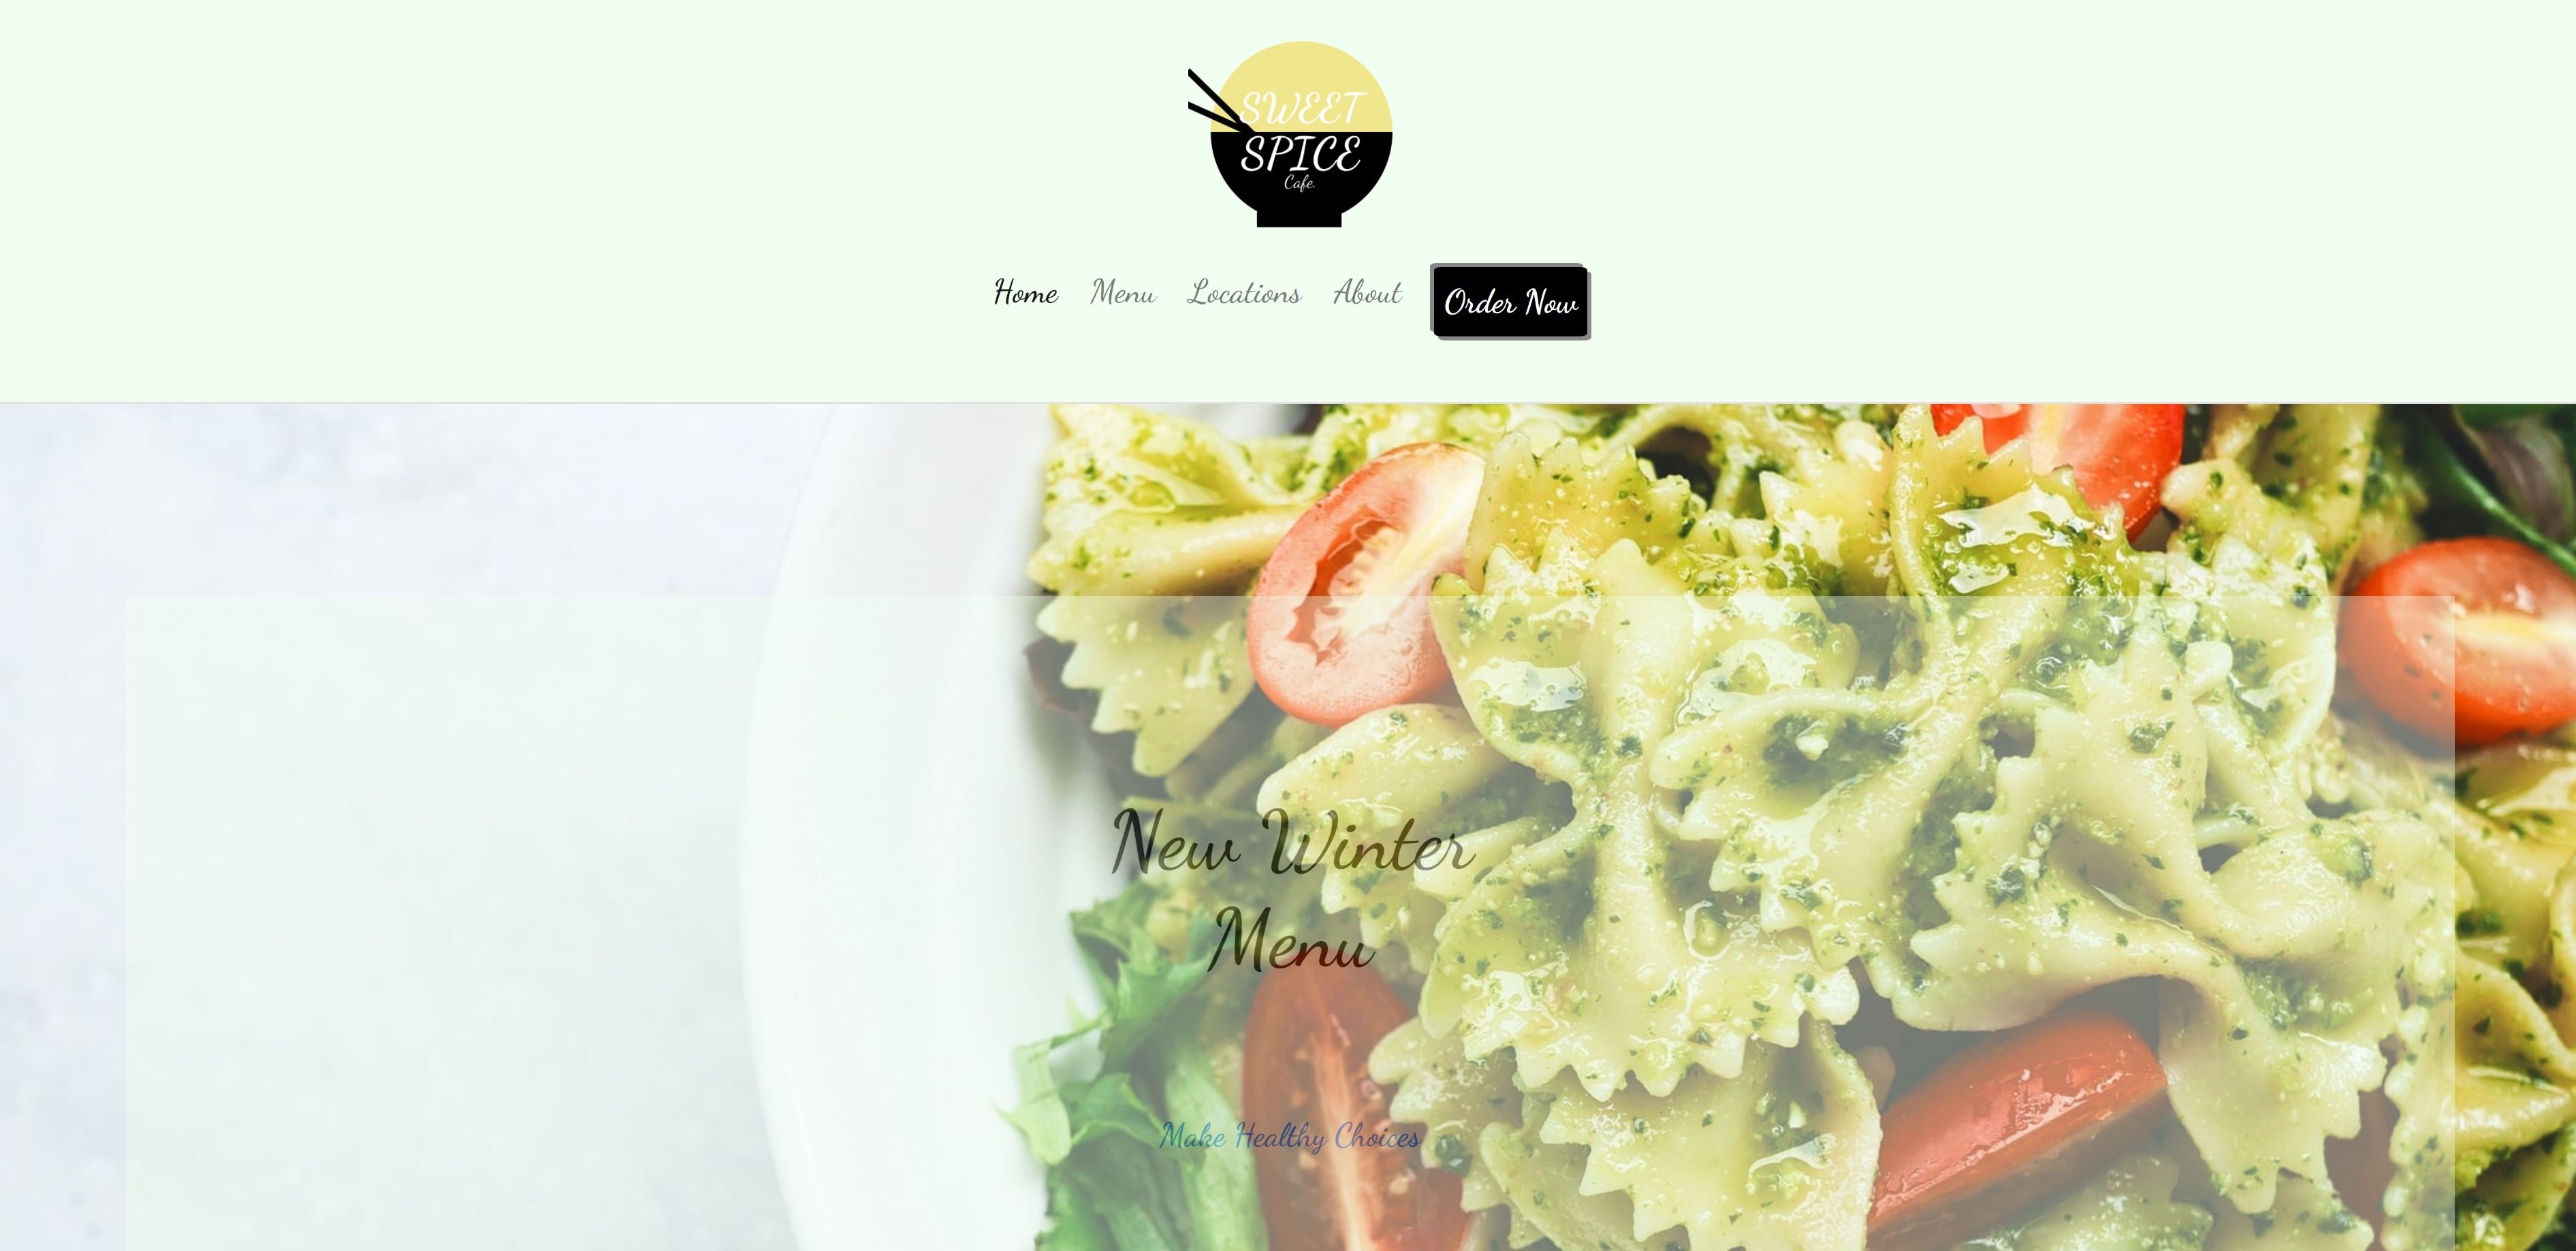 SWEET
SPICE
Cafe.
Home Menu Locations About Order Now
New Winter
Menu
Make Healthy Choices